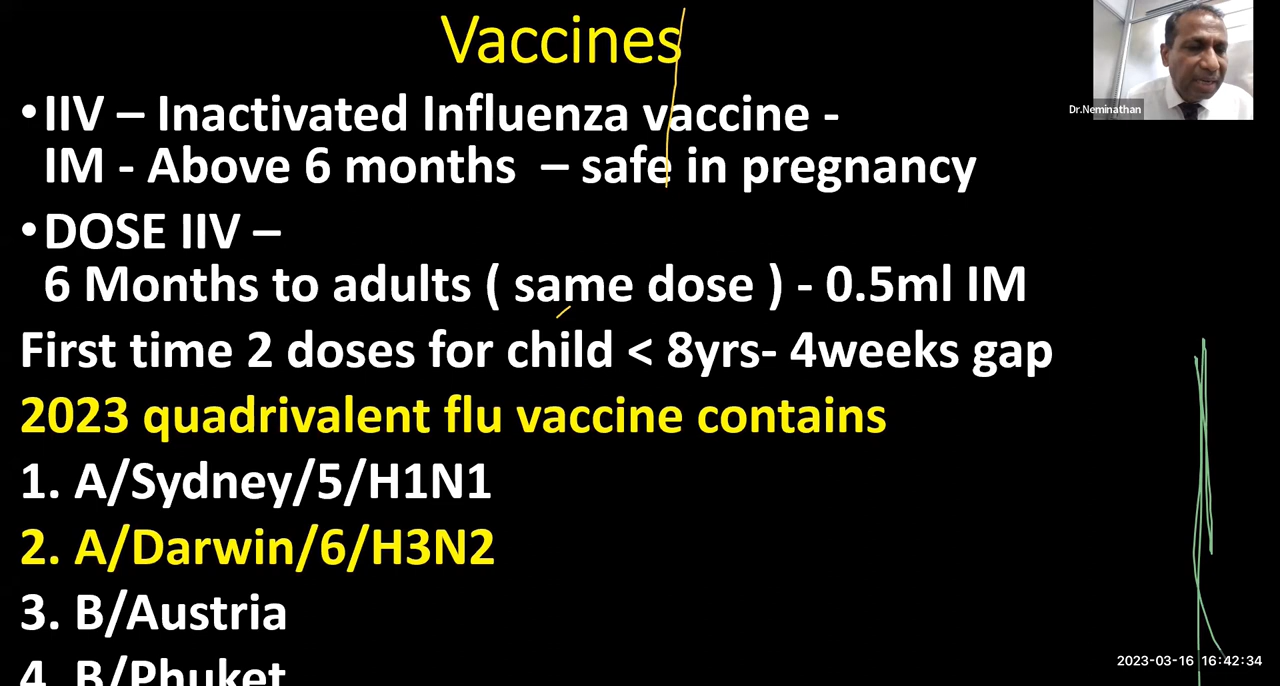 Vaccines
Dr.Neminathan
•IIV – Inactivated Influenza vaccine -
IM - Above 6 months – safe in pregnancy
•DOSE IIV –
6 Months to adults ( same dose ) - 0.5ml IM
First time 2 doses for child < 8yrs- 4weeks gap
2023 quadrivalent flu vaccine contains
1. A/Sydney/5/H1N1
2. A/Darwin/6/H3N2
3. B/Austria
4. B/Phuket
2023-03-16 16:42:34